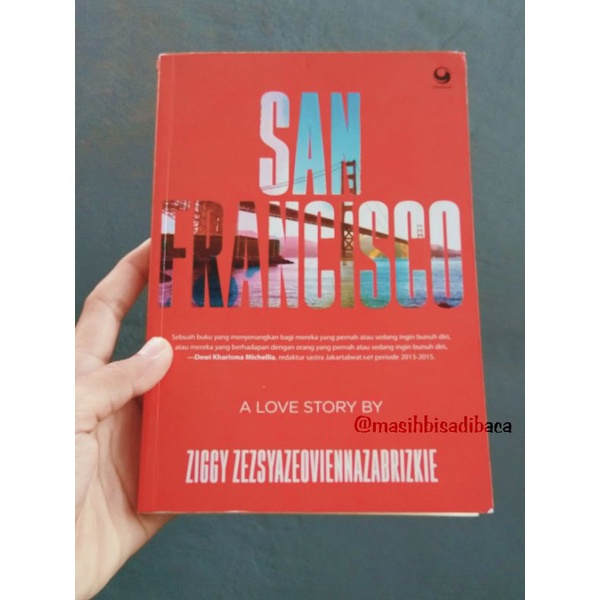 SAN
FRANCISCO
Sebuah buku yang menyenangkan bagi mereka yang pernah atau sedang ingin bunuh diri,
atau mereka yang berhadapan dengan orang yang pernah atau sedang ingin bunuh diri.
—Dewi Kharisma Michellia, redaktur sastra Jakartabeat.net periode 2013-2015.
A LOVE STORY BY
@masihbisadibaca
ZIGGY ZEZSYAZEOVIENNAZABRIZKIE